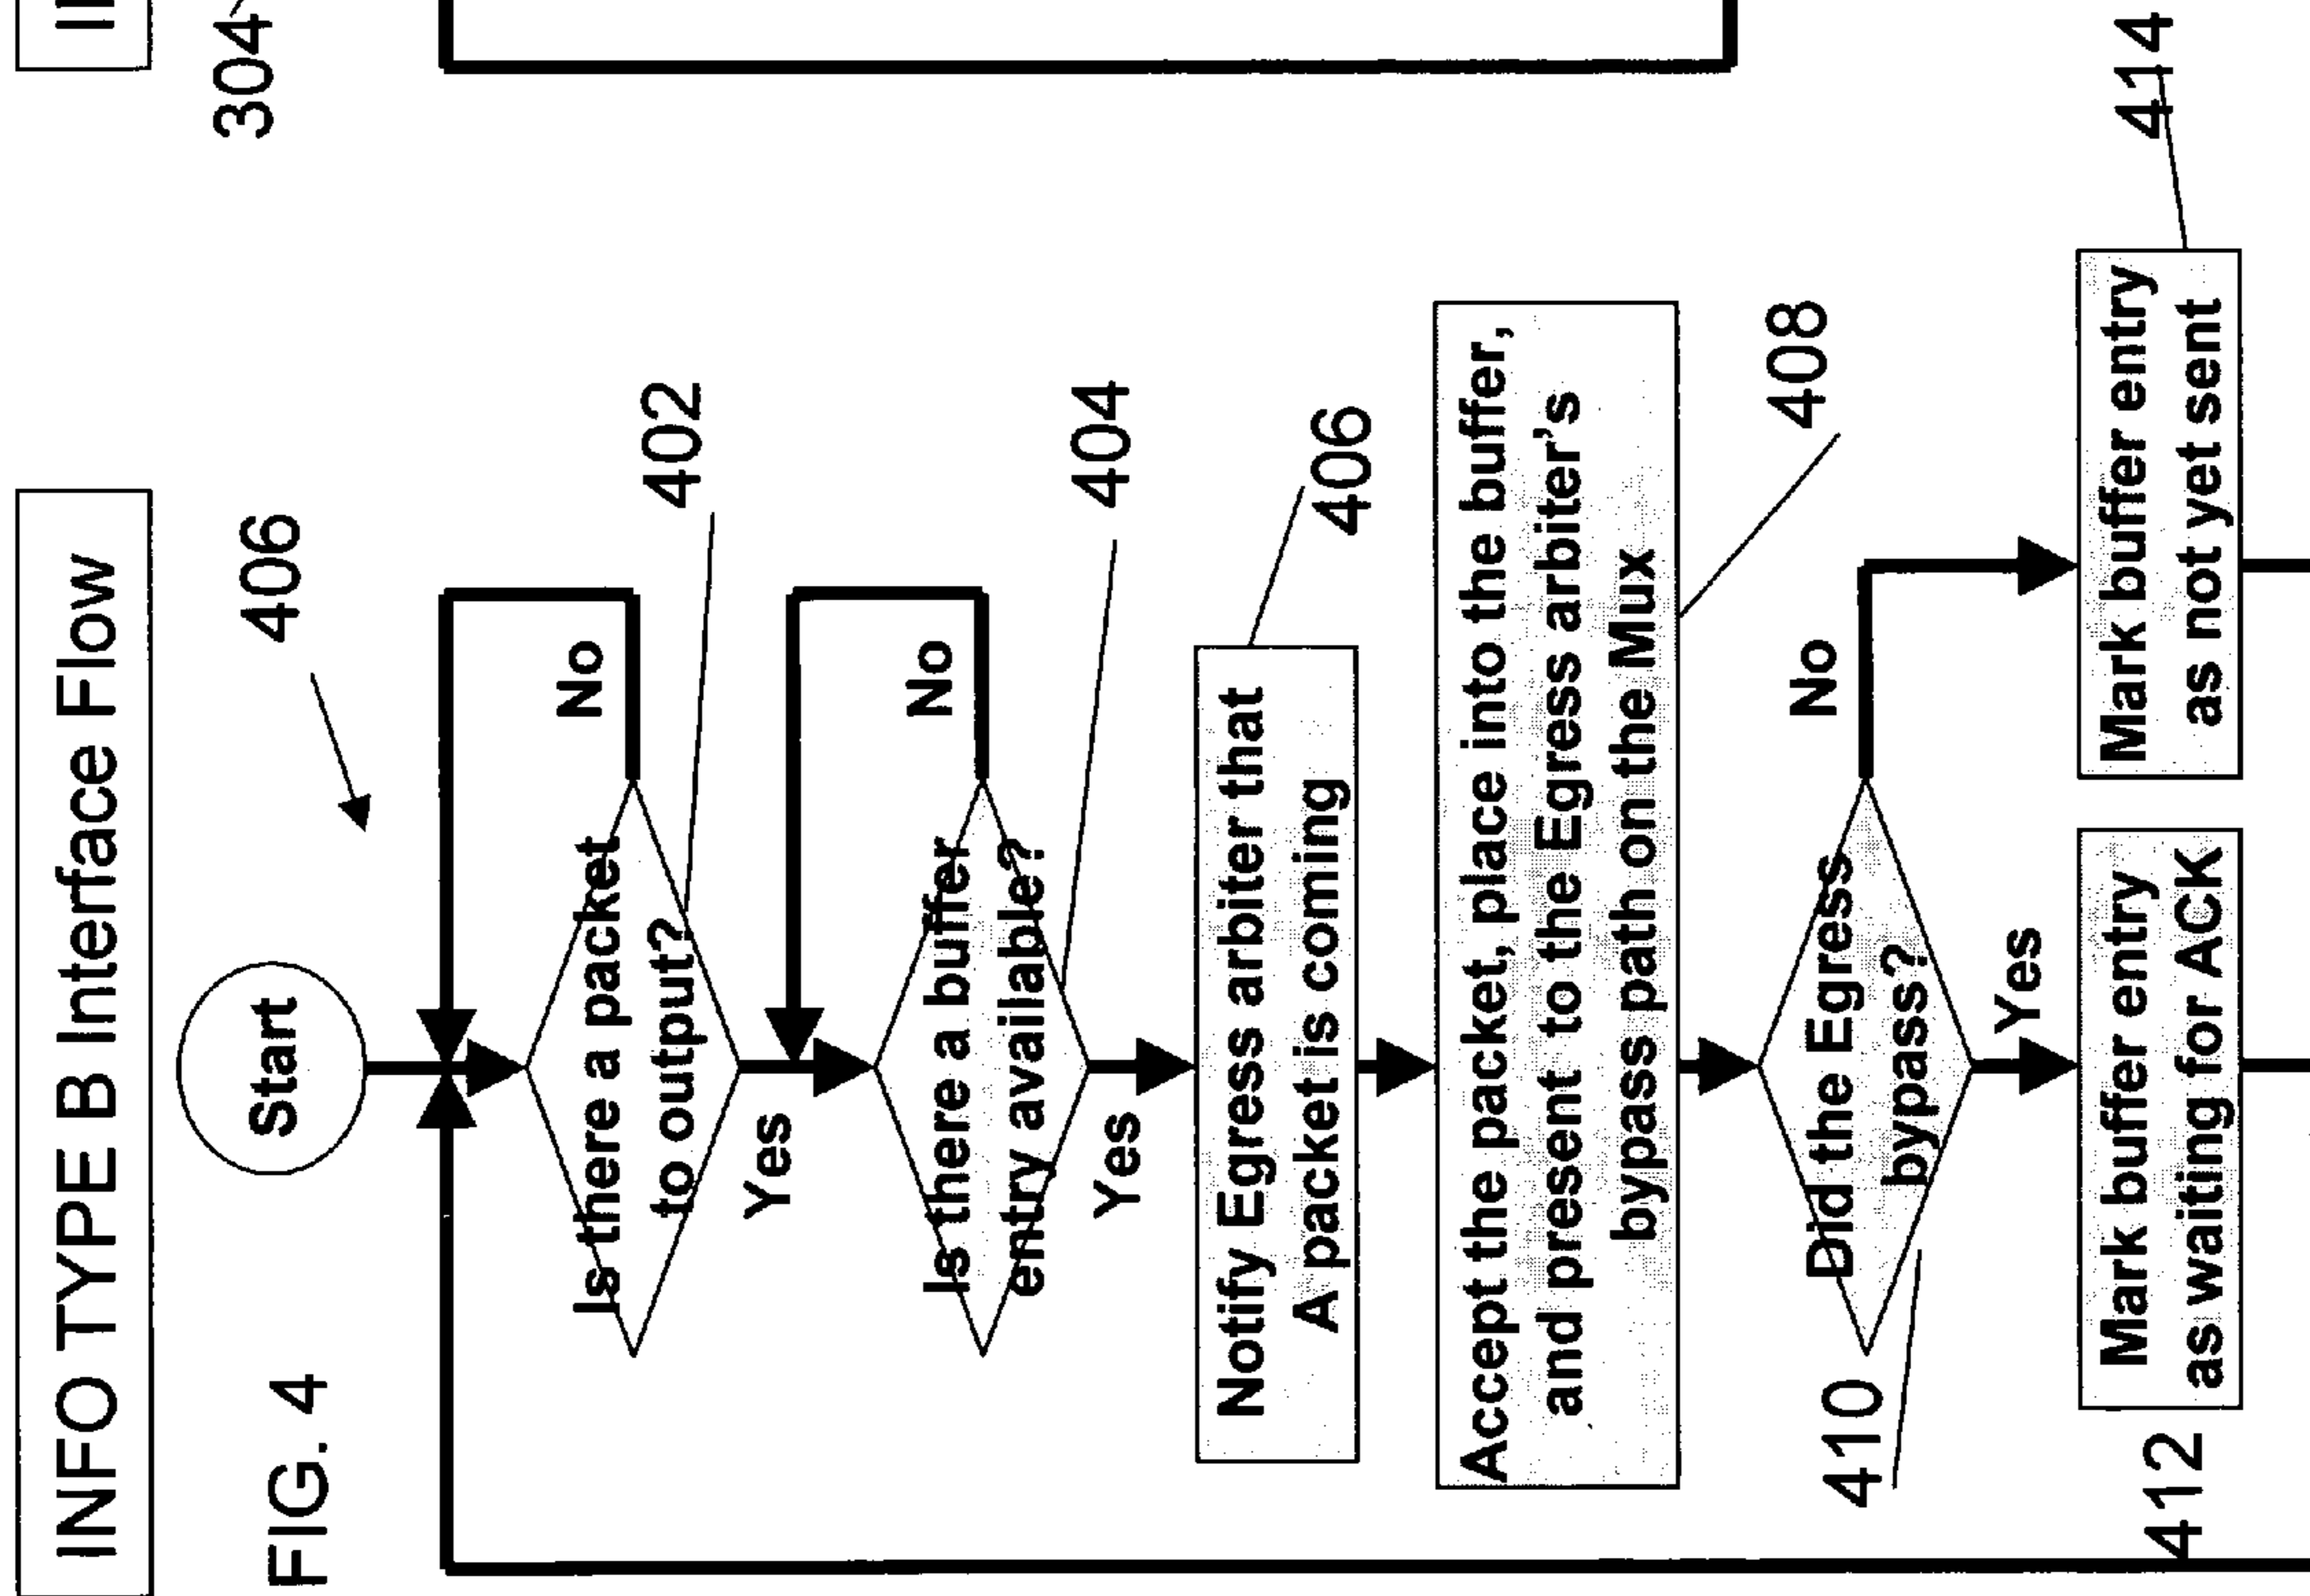 INFO TYPE B Interface Flow
304
FIG. 4
406
Start
Is there a packet
to output?
402
No
Yes
Is there a buffer
entry available?
404
No
Yes
Notify Egress arbiter that
A packet is coming
406
Accept the packet, place into the buffer,
and present to the Egress arbiter's
bypass path on the Mux
408
Did the Egress
bypass?
410
No
Yes
Mark buffer entry
as waiting for ACK
412
Mark buffer entry
as not yet sent
414